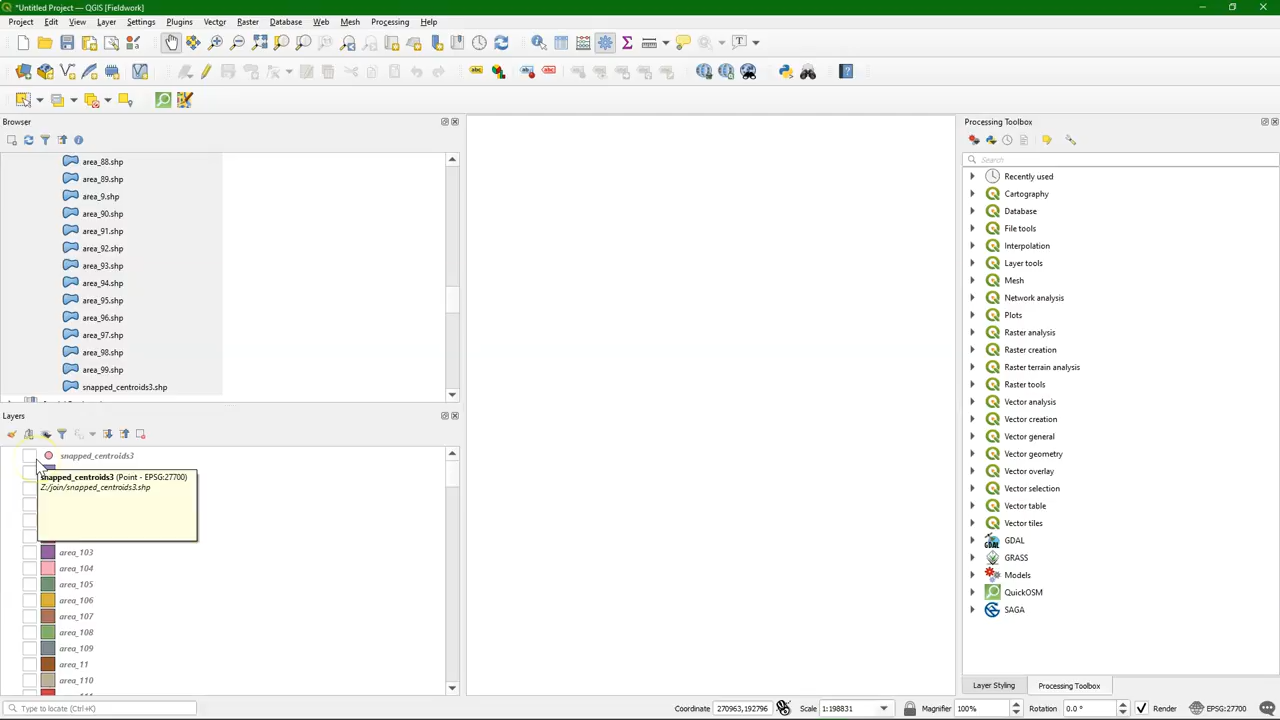 *Untitled Project — QGIS [Fieldwork]
Project Edit View Layer Settings Plugins Vector Raster Database Web Mesh Processing Help
Browser
area_88.shp
area_89.shp
area_9.shp
area_90.shp
area_91.shp
area_92.shp
area_93.shp
area_94.shp
area_95.shp
area_96.shp
area_97.shp
area_98.shp
area_99.shp
snapped_centroids3.shp
Layers
snapped_centroids3
snapped_centroids3 (Point - EPSG:27700)
Z:/join/snapped_centroids3.shp
area_103
area_104
area_105
area_106
area_107
area_108
area_109
area_11
area_110
Processing Toolbox
Search
Recently used
Cartography
Database
File tools
Interpolation
Layer tools
Mesh
Network analysis
Plots
Raster analysis
Raster creation
Raster terrain analysis
Raster tools
Vector analysis
Vector creation
Vector general
Vector geometry
Vector overlay
Vector selection
Vector table
Vector tiles
GDAL
GRASS
Models
QuickOSM
SAGA
Layer Styling Processing Toolbox
Type to locate (Ctrl+K) Coordinate 270963,192796 Scale 1:198831 Magnifier 100% Rotation 0.0 ° Render EPSG:27700